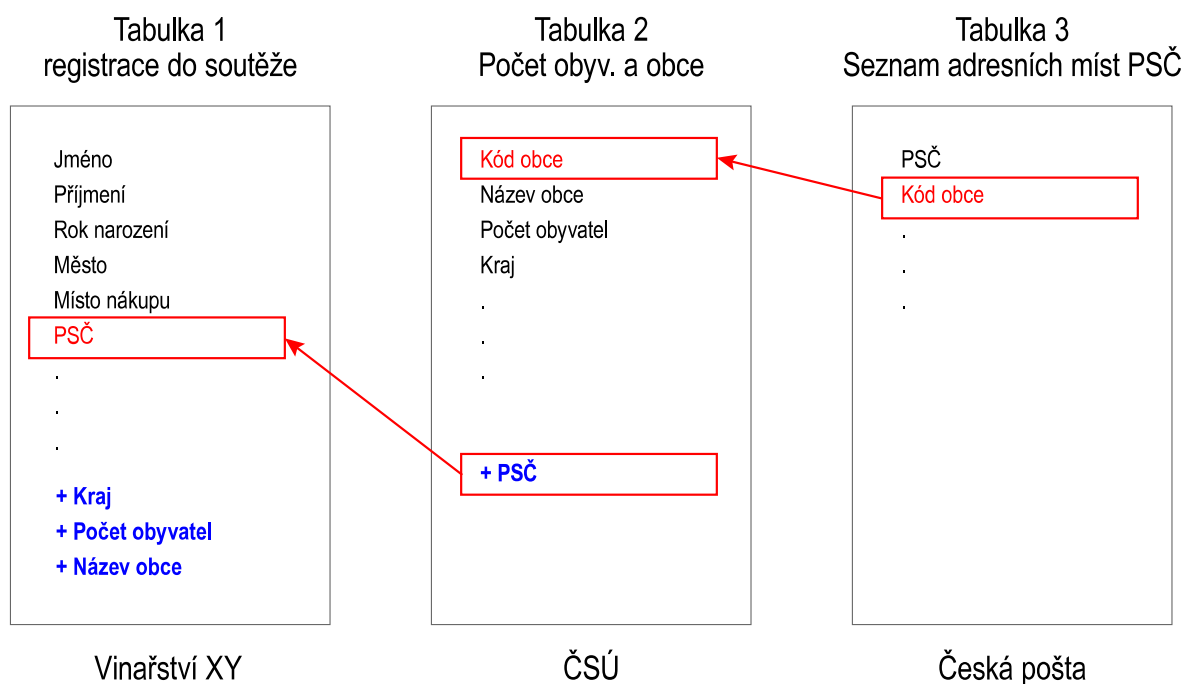 Tabulka 1
registrace do soutěže
Jméno
Příjmení
Rok narození
Město
Místo nákupu
PSČ
.
.
.
+ Kraj
+ Počet obyvatel
+ Název obce
Vinařství XY
Tabulka 2
Počet obyv. a obce
Kód obce
Název obce
Počet obyvatel
Kraj
.
.
.
+ PSČ
ČSÚ
Tabulka 3
Seznam adresních míst PSČ
PSČ
Kód obce
.
.
.
Česká pošta